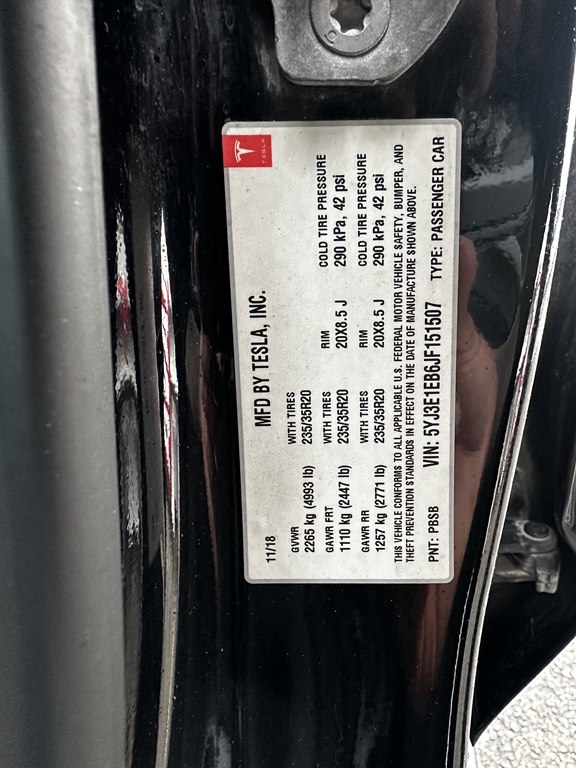 TESLA
MFD BY TESLA, INC.
11/18
GVWR WITH TIRES
2265 kg (4993 lb) 235/35R20
GAWR FRT WITH TIRES RIM COLD TIRE PRESSURE
1110 kg (2447 lb) 235/35R20 20X8.5 J 290 kPa, 42 psi
GAWR RR WITH TIRES RIM COLD TIRE PRESSURE
1257 kg (2771 lb) 235/35R20 20X8.5 J 290 kPa, 42 psi
THIS VEHICLE CONFORMS TO ALL APPLICABLE U.S. FEDERAL MOTOR VEHICLE SAFETY, BUMPER, AND
THEFT PREVENTION STANDARDS IN EFFECT ON THE DATE OF MANUFACTURE SHOWN ABOVE.
PNT: PBSB VIN: 5YJ3E1EB6JF151507 TYPE: PASSENGER CAR